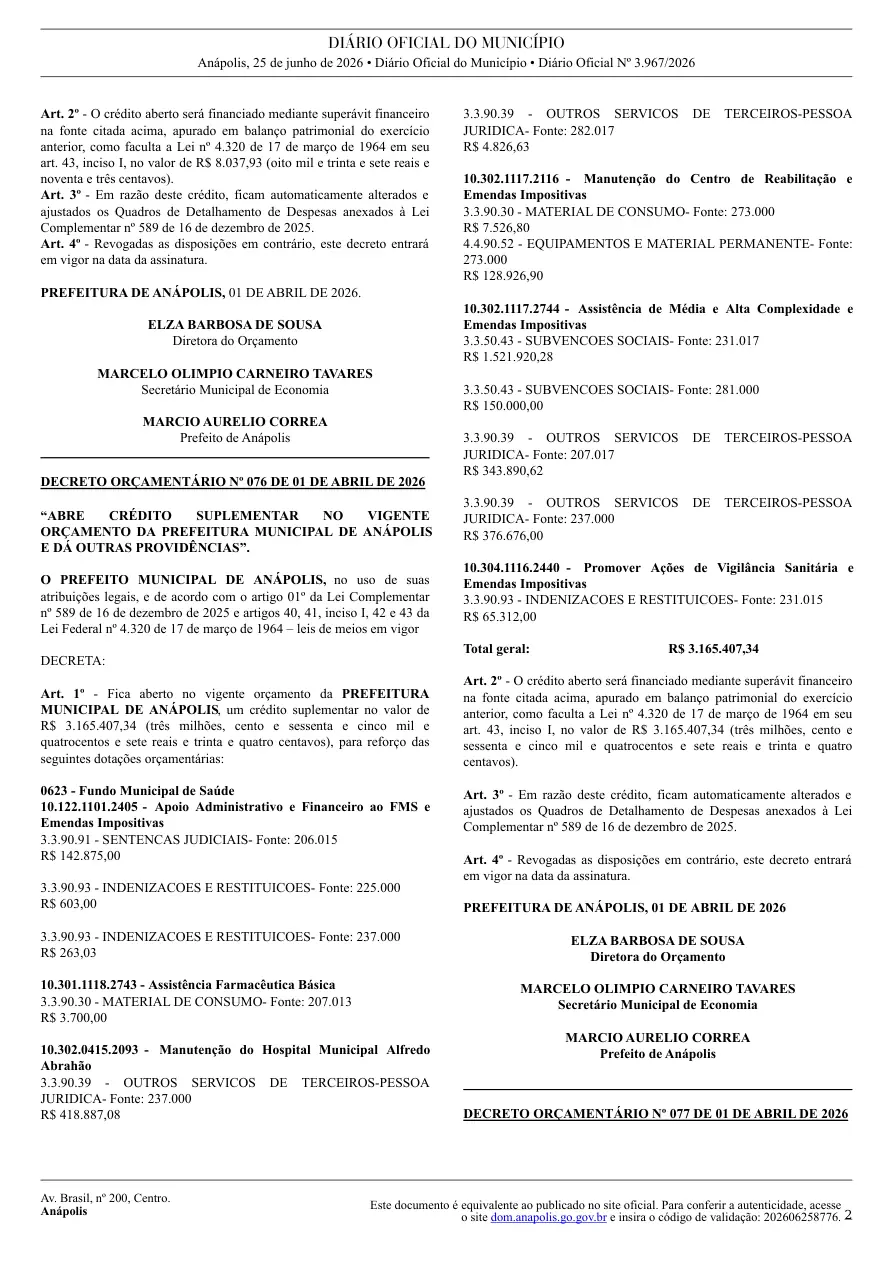 DIÁRIO OFICIAL DO MUNICÍPIO
Anápolis, 25 de junho de 2026 • Diário Oficial do Município • Diário Oficial Nº 3.967/2026
Art. 2º - O crédito aberto será financiado mediante superávit financeiro
na fonte citada acima, apurado em balanço patrimonial do exercício
anterior, como faculta a Lei nº 4.320 de 17 de março de 1964 em seu
art. 43, inciso I, no valor de R$ 8.037,93 (oito mil e trinta e sete reais e
noventa e três centavos).
Art. 3º - Em razão deste crédito, ficam automaticamente alterados e
ajustados os Quadros de Detalhamento de Despesas anexados à Lei
Complementar nº 589 de 16 de dezembro de 2025.
Art. 4º - Revogadas as disposições em contrário, este decreto entrará
em vigor na data da assinatura.
PREFEITURA DE ANÁPOLIS, 01 DE ABRIL DE 2026.
ELZA BARBOSA DE SOUSA
Diretora do Orçamento
MARCELO OLIMPIO CARNEIRO TAVARES
Secretário Municipal de Economia
MARCIO AURELIO CORREA
Prefeito de Anápolis
DECRETO ORÇAMENTÁRIO Nº 076 DE 01 DE ABRIL DE 2026
“ABRE CRÉDITO SUPLEMENTAR NO VIGENTE
ORÇAMENTO DA PREFEITURA MUNICIPAL DE ANÁPOLIS
E DÁ OUTRAS PROVIDÊNCIAS”.
O PREFEITO MUNICIPAL DE ANÁPOLIS, no uso de suas
atribuições legais, e de acordo com o artigo 01º da Lei Complementar
nº 589 de 16 de dezembro de 2025 e artigos 40, 41, inciso I, 42 e 43 da
Lei Federal nº 4.320 de 17 de março de 1964 – leis de meios em vigor
DECRETA:
Art. 1º - Fica aberto no vigente orçamento da PREFEITURA
MUNICIPAL DE ANÁPOLIS, um crédito suplementar no valor de
R$ 3.165.407,34 (três milhões, cento e sessenta e cinco mil e
quatrocentos e sete reais e trinta e quatro centavos), para reforço das
seguintes dotações orçamentárias:
0623 - Fundo Municipal de Saúde
10.122.1101.2405 - Apoio Administrativo e Financeiro ao FMS e
Emendas Impositivas
3.3.90.91 - SENTENCAS JUDICIAIS- Fonte: 206.015
R$ 142.875,00
3.3.90.93 - INDENIZACOES E RESTITUICOES- Fonte: 225.000
R$ 603,00
3.3.90.93 - INDENIZACOES E RESTITUICOES- Fonte: 237.000
R$ 263,03
10.301.1118.2743 - Assistência Farmacêutica Básica
3.3.90.30 - MATERIAL DE CONSUMO- Fonte: 207.013
R$ 3.700,00
10.302.0415.2093 - Manutenção do Hospital Municipal Alfredo
Abrahão
3.3.90.39 - OUTROS SERVICOS DE TERCEIROS-PESSOA
JURIDICA- Fonte: 237.000
R$ 418.887,08
3.3.90.39 - OUTROS SERVICOS DE TERCEIROS-PESSOA
JURIDICA- Fonte: 282.017
R$ 4.826,63
10.302.1117.2116 - Manutenção do Centro de Reabilitação e
Emendas Impositivas
3.3.90.30 - MATERIAL DE CONSUMO- Fonte: 273.000
R$ 7.526,80
4.4.90.52 - EQUIPAMENTOS E MATERIAL PERMANENTE- Fonte:
273.000
R$ 128.926,90
10.302.1117.2744 - Assistência de Média e Alta Complexidade e
Emendas Impositivas
3.3.50.43 - SUBVENCOES SOCIAIS- Fonte: 231.017
R$ 1.521.920,28
3.3.50.43 - SUBVENCOES SOCIAIS- Fonte: 281.000
R$ 150.000,00
3.3.90.39 - OUTROS SERVICOS DE TERCEIROS-PESSOA
JURIDICA- Fonte: 207.017
R$ 343.890,62
3.3.90.39 - OUTROS SERVICOS DE TERCEIROS-PESSOA
JURIDICA- Fonte: 237.000
R$ 376.676,00
10.304.1116.2440 - Promover Ações de Vigilância Sanitária e
Emendas Impositivas
3.3.90.93 - INDENIZACOES E RESTITUICOES- Fonte: 231.015
R$ 65.312,00
Total geral: R$ 3.165.407,34
Art. 2º - O crédito aberto será financiado mediante superávit financeiro
na fonte citada acima, apurado em balanço patrimonial do exercício
anterior, como faculta a Lei nº 4.320 de 17 de março de 1964 em seu
art. 43, inciso I, no valor de R$ 3.165.407,34 (três milhões, cento e
sessenta e cinco mil e quatrocentos e sete reais e trinta e quatro
centavos).
Art. 3º - Em razão deste crédito, ficam automaticamente alterados e
ajustados os Quadros de Detalhamento de Despesas anexados à Lei
Complementar nº 589 de 16 de dezembro de 2025.
Art. 4º - Revogadas as disposições em contrário, este decreto entrará
em vigor na data da assinatura.
PREFEITURA DE ANÁPOLIS, 01 DE ABRIL DE 2026
ELZA BARBOSA DE SOUSA
Diretora do Orçamento
MARCELO OLIMPIO CARNEIRO TAVARES
Secretário Municipal de Economia
MARCIO AURELIO CORREA
Prefeito de Anápolis
DECRETO ORÇAMENTÁRIO Nº 077 DE 01 DE ABRIL DE 2026
Av. Brasil, nº 200, Centro.
Anápolis
Este documento é equivalente ao publicado no site oficial. Para conferir a autenticidade, acesse
o site dom.anapolis.go.gov.br e insira o código de validação: 202606258776. 2